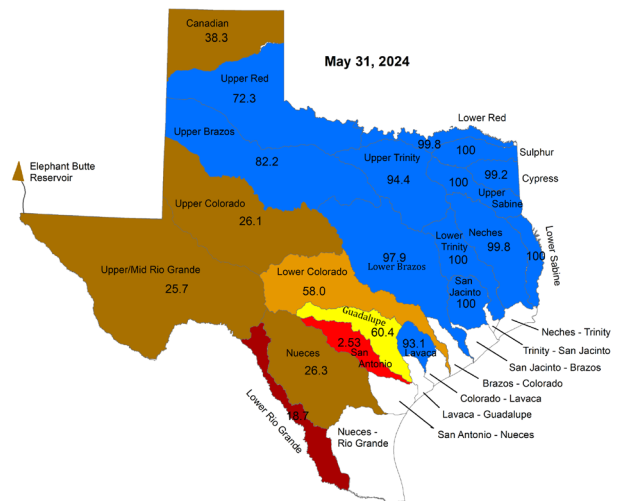 Canadian
38.3
May 31, 2024
Upper Red
72.3
Lower Red
99.8
100
Sulphur
Upper Brazos
82.2
Upper Trinity
94.4
100
99.2
Cypress
Upper
Sabine
Elephant Butte
Reservoir
Upper Colorado
26.1
Lower
Trinity
100
Neches
99.8
Lower Sabine
100
97.9
Lower Brazos
Upper/Mid Rio Grande
25.7
Lower Colorado
58.0
San
Jacinto
100
Guadalupe
60.4
2.53
San
Antonio
93.1
Lavaca
Nueces
26.3
Neches - Trinity
Trinity - San Jacinto
San Jacinto - Brazos
Brazos - Colorado
Colorado - Lavaca
Lavaca - Guadalupe
San Antonio - Nueces
Nueces -
Rio Grande
Lower Rio Grande
18.7